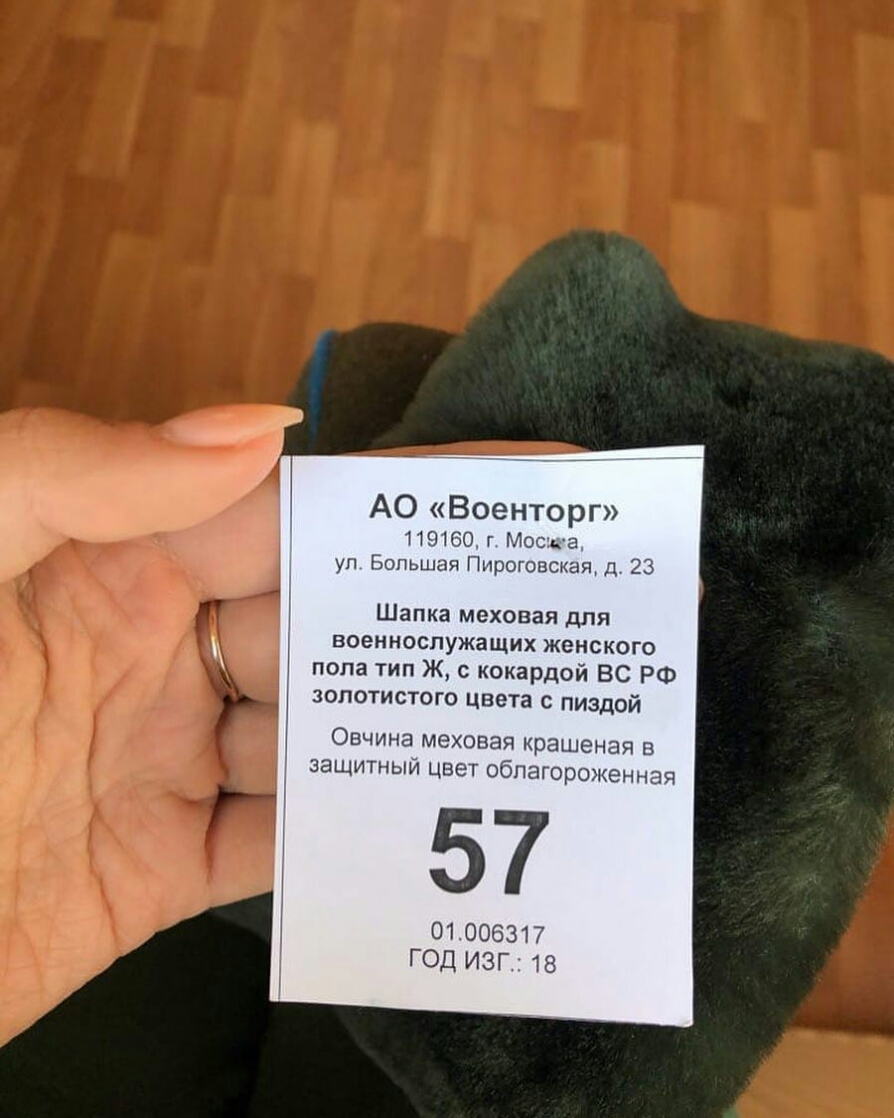 АО «Военторг»
119160, г. Москва,
ул. Большая Пироговская, д. 23
Шапка меховая для
военнослужащих женского
пола тип Ж, с кокардой ВС РФ
золотистого цвета с пиздой
Овчина меховая крашеная в
защитный цвет облагороженная
57
01.006317
ГОД ИЗГ.: 18